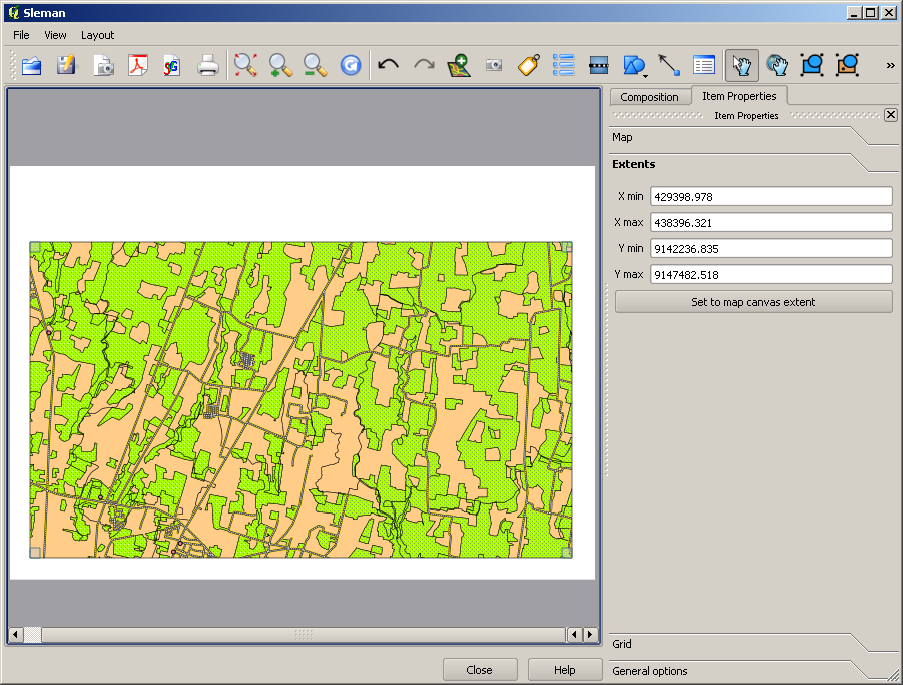 Sleman
File View Layout
Composition Item Properties
Item Properties
Map
Extents
X min 429398.978
X max 438396.321
Y min 9142236.835
Y max 9147482.518
Set to map canvas extent
Grid
General options
Close Help